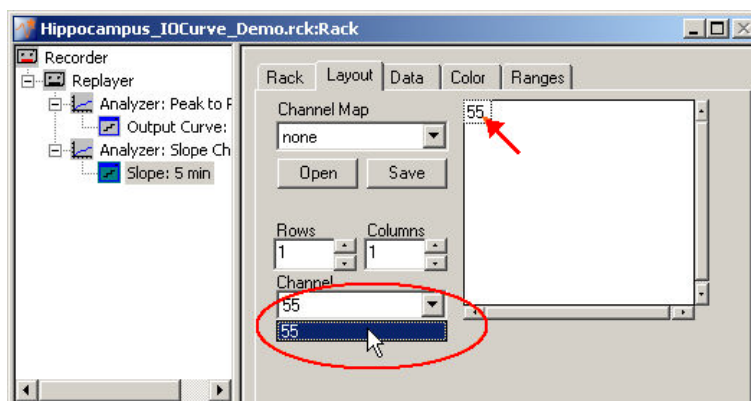 Hippocampus_IOCurve_Demo.rck:Rack
Recorder
Replayer
Analyzer: Peak to P
Output Curve:
Analyzer: Slope Ch
Slope: 5 min
Rack Layout Data Color Ranges
Channel Map
none
Open Save
Rows Columns
1 1
Channel
55
55
55